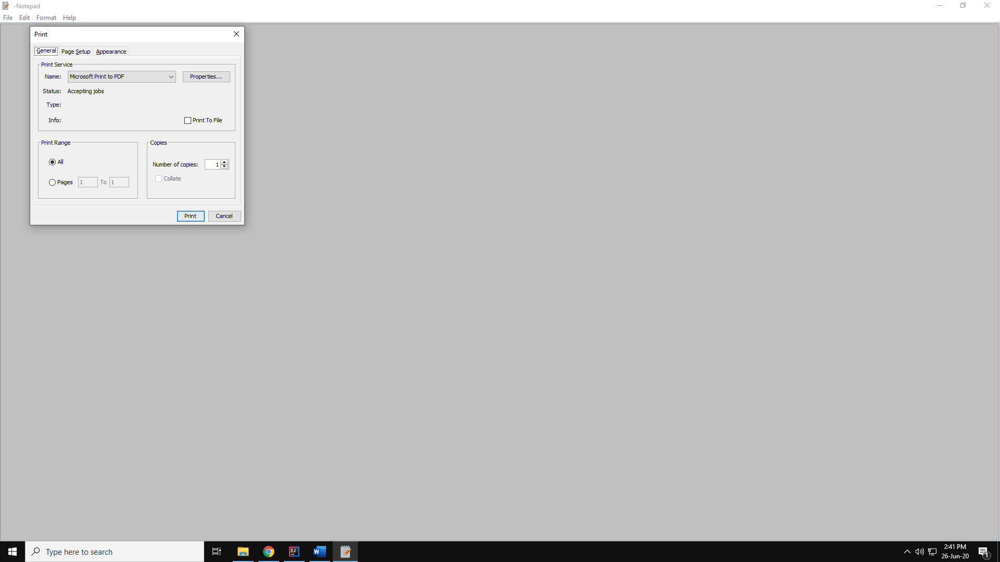 -Notepad
File Edit Format Help
Print
General Page Setup Appearance
Print Service
Name: Microsoft Print to PDF Properties...
Status: Accepting jobs
Type:
Info: Print To File
Print Range Copies
All
Number of copies: 1
Collate
Pages 1 To 1
Print Cancel
Type here to search
IJ
W
2:41 PM
26-Jun-20
1